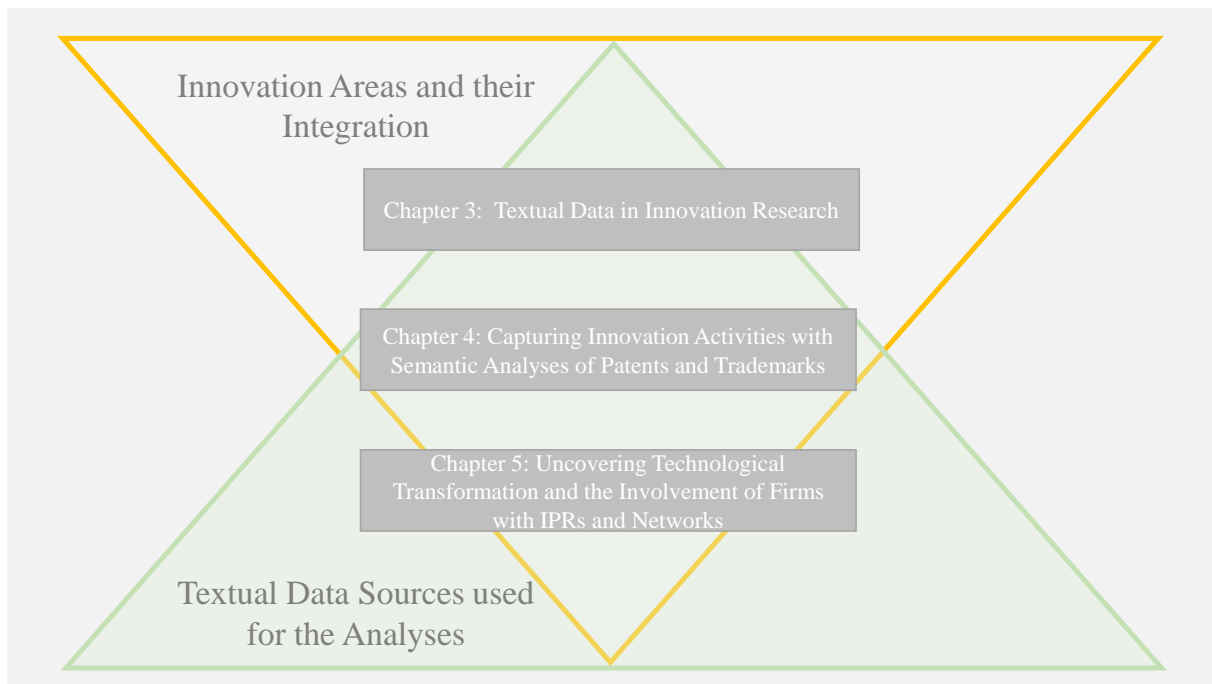 Innovation Areas and their
Integration
Chapter 3:  Textual Data in Innovation Research
Chapter 4: Capturing Innovation Activities with
Semantic Analyses of Patents and Trademarks
Chapter 5: Uncovering Technological
Transformation and the Involvement of Firms
with IPRs and Networks
Textual Data Sources used
for the Analyses